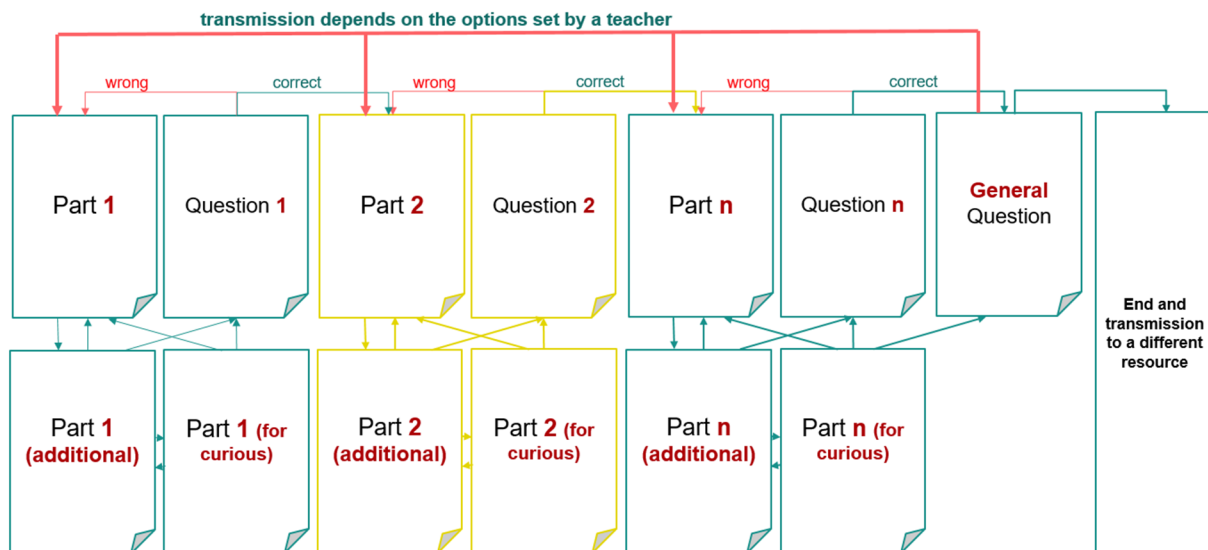 transmission depends on the options set by a teacher
wrong
correct
wrong
correct
wrong
correct
Part 1
Question 1
Part 2
Question 2
Part n
Question n
General
Question
End and
transmission
to a different
resource
Part 1
(additional)
Part 1 (for
curious)
Part 2
(additional)
Part 2 (for
curious)
Part n
(additional)
Part n (for
curious)